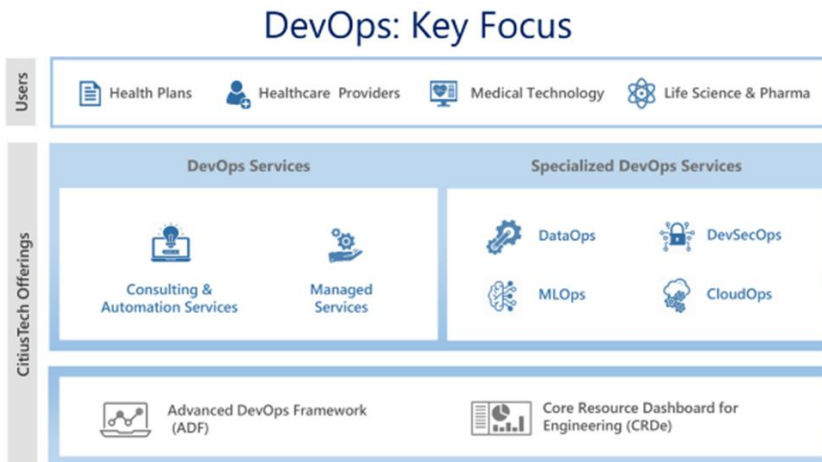 DevOps: Key Focus
Users
Health Plans
Healthcare Providers
Medical Technology
Life Science & Pharma
CitiusTech Offerings
DevOps Services
Specialized DevOps Services
Consulting &
Automation Services
Managed
Services
DataOps
DevSecOps
MLOps
CloudOps
Advanced DevOps Framework
(ADF)
Core Resource Dashboard for
Engineering (CRDe)